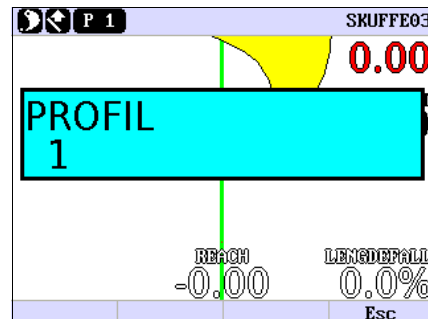 P 1
SKUFFE03
0.00
PROFIL
1
REACH
LENGDEFALL
-0.00
0.0%
Esc